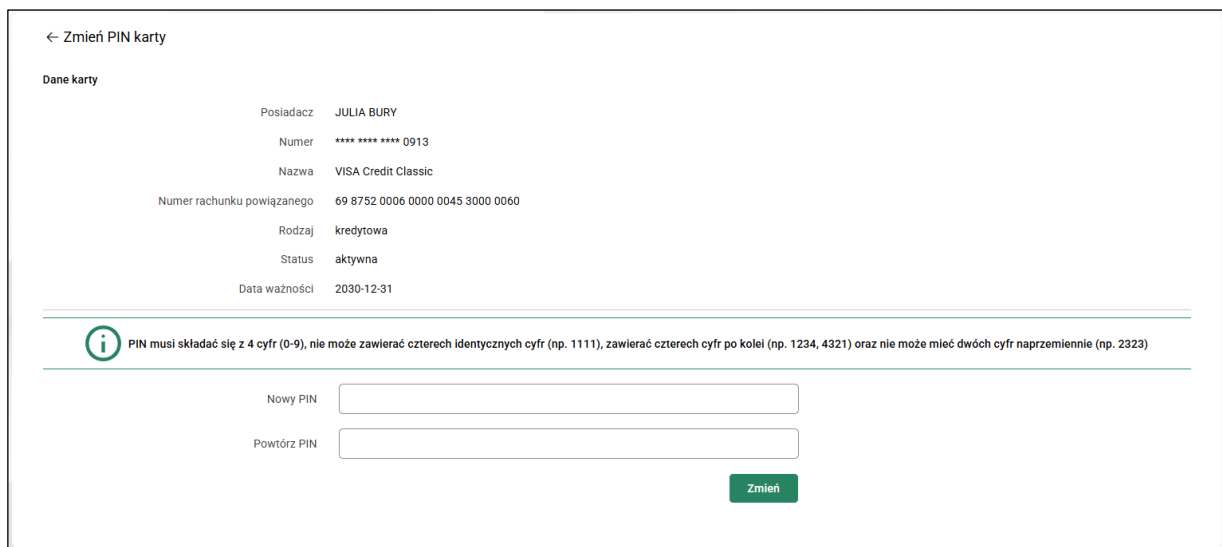 ← Zmień PIN karty
Dane karty
Posiadacz JULIA BURY
Numer **** **** **** 0913
Nazwa VISA Credit Classic
Numer rachunku powiązanego 69 8752 0006 0000 0045 3000 0060
Rodzaj kredytowa
Status aktywna
Data ważności 2030-12-31
PIN musi składać się z 4 cyfr (0-9), nie może zawierać czterech identycznych cyfr (np. 1111), zawierać czterech cyfr po kolei (np. 1234, 4321) oraz nie może mieć dwóch cyfr naprzemiennie (np. 2323)
Nowy PIN
Powtórz PIN
Zmień